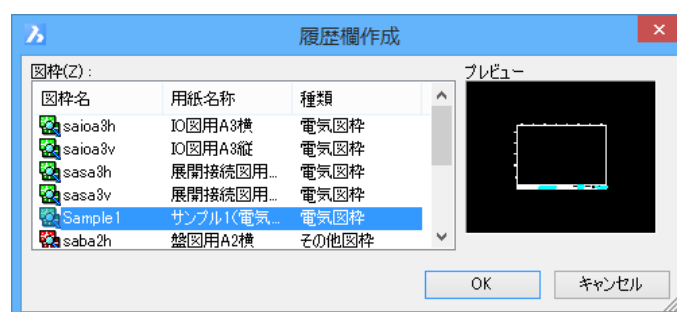 履歴欄作成
図枠(Z) :
プレビュー
図枠名 用紙名称 種類
saioa3h IO図用A3横 電気図枠
saioa3v IO図用A3縦 電気図枠
sasa3h 展開接続図用... 電気図枠
sasa3v 展開接続図用... 電気図枠
Sample1 サンプル1(電気... 電気図枠
saba2h 盤図用A2横 その他図枠
OK キャンセル